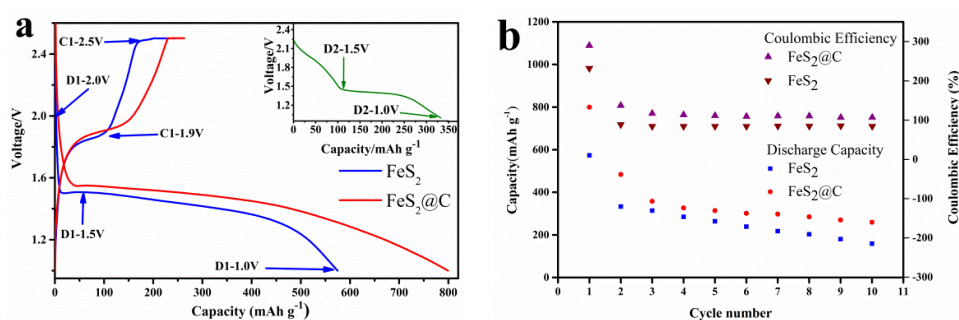 a
2.4
2.0
1.6
1.2
Voltage/V
0 100 200 300 400 500 600 700 800
Capacity (mAh g-1)
C1-2.5V
D1-2.0V
C1-1.9V
D1-1.5V
D1-1.0V
FeS2
FeS2@C
2.5
2.2
1.9
1.6
1.3
1.0
Voltage/V
0 50 100 150 200 250 300 350
Capacity/mAh g-1
D2-1.5V
D2-1.0V
b
1200
1000
800
600
400
200
0
Capacity(mAh g-1)
0 1 2 3 4 5 6 7 8 9 10 11
Cycle number
300
200
100
0
-100
-200
-300
Coulombic Efficiency (%)
Coulombic Efficiency
FeS2@C
FeS2
Discharge Capacity
FeS2
FeS2@C